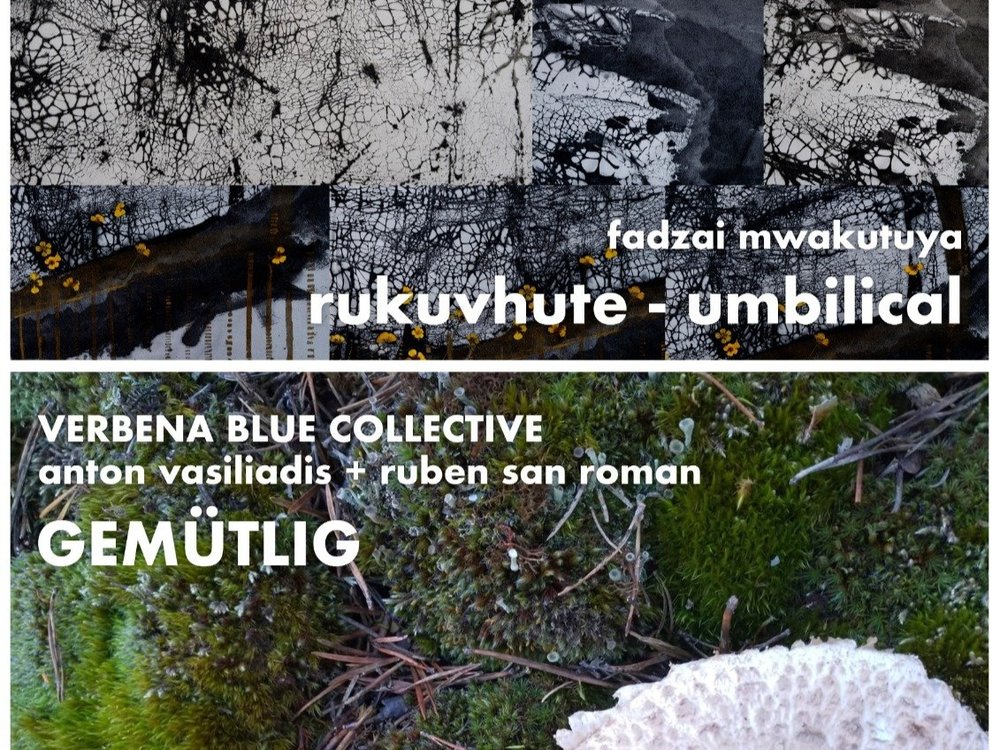 fadzai mwakutuya
rukuvhute - umbilical
VERBENA BLUE COLLECTIVE
anton vasiliadis + ruben san roman
GEMÜTLIG